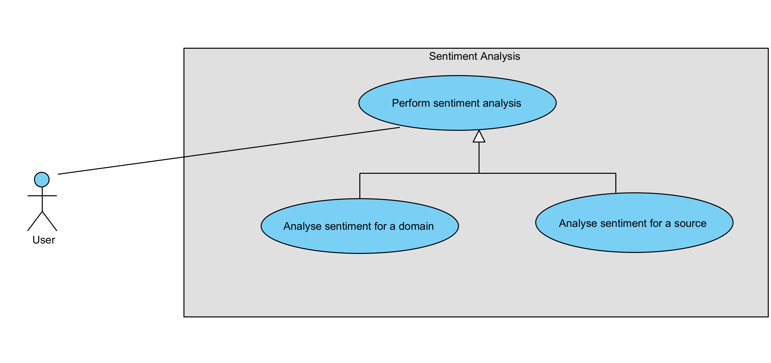 Sentiment Analysis
Perform sentiment analysis
Analyse sentiment for a domain
Analyse sentiment for a source
User